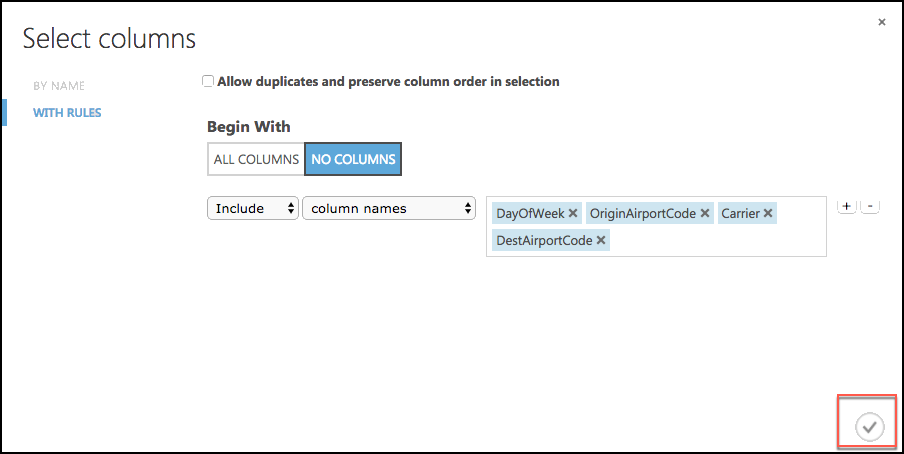 Select columns
×
BY NAME
WITH RULES
Allow duplicates and preserve column order in selection
Begin With
ALL COLUMNS NO COLUMNS
Include column names
DayOfWeek × OriginAirportCode × Carrier ×
DestAirportCode ×
+ -